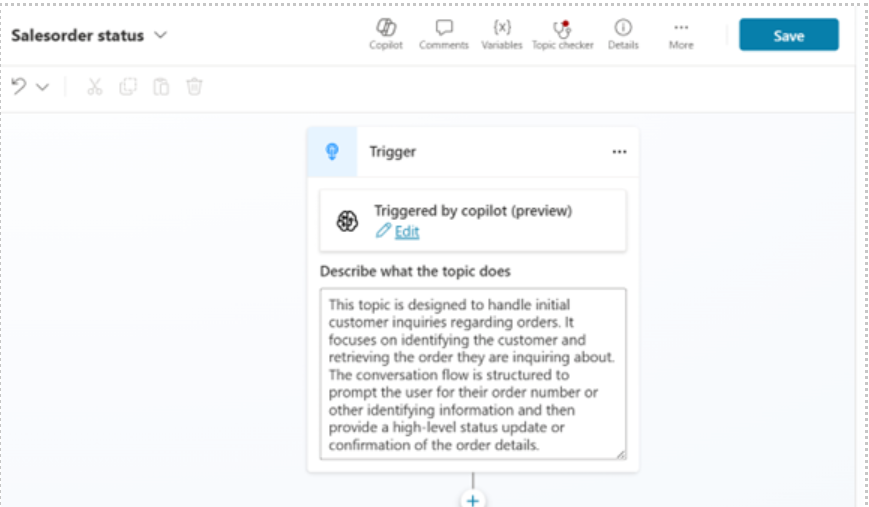 Salesorder status
Copilot
Comments
{x}
Variables
Topic checker
Details
More
Save
Trigger
Triggered by copilot (preview)
Edit
Describe what the topic does
This topic is designed to handle initial
customer inquiries regarding orders. It
focuses on identifying the customer and
retrieving the order they are inquiring about.
The conversation flow is structured to
prompt the user for their order number or
other identifying information and then
provide a high-level status update or
confirmation of the order details.